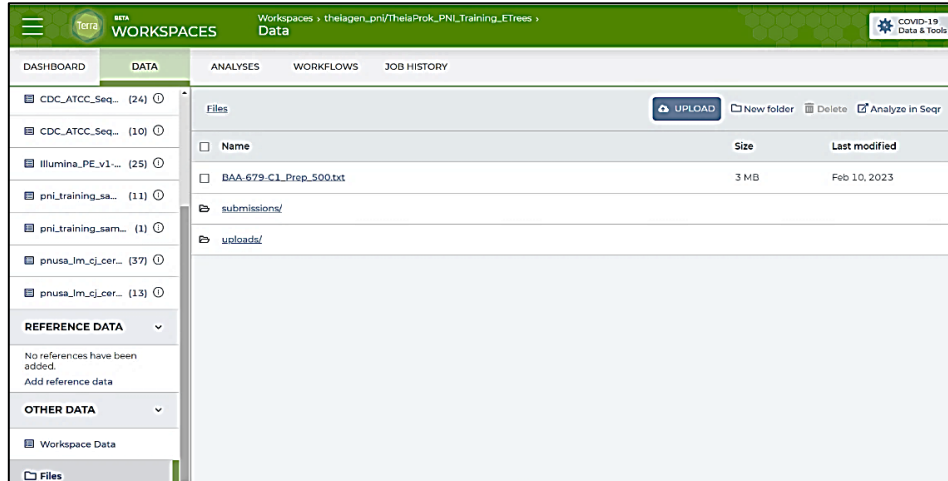 Terra
BETA
WORKSPACES
Workspaces › theiagen_pni/TheiaProk_PNI_Training_ETrees ›
Data
COVID-19
Data & Tools
DASHBOARD DATA ANALYSES WORKFLOWS JOB HISTORY
CDC_ATCC_Seq... (24)
CDC_ATCC_Seq... (10)
Illumina_PE_v1-... (25)
pni_training_sa... (11)
pni_training_sam... (1)
pnusa_lm_cj_cer... (37)
pnusa_lm_cj_cer... (13)
REFERENCE DATA
No references have been
added.
Add reference data
OTHER DATA
Workspace Data
Files
Files
UPLOAD New folder Delete Analyze in Seqr
Name Size Last modified
BAA-679-C1_Prep_500.txt 3 MB Feb 10, 2023
submissions/
uploads/